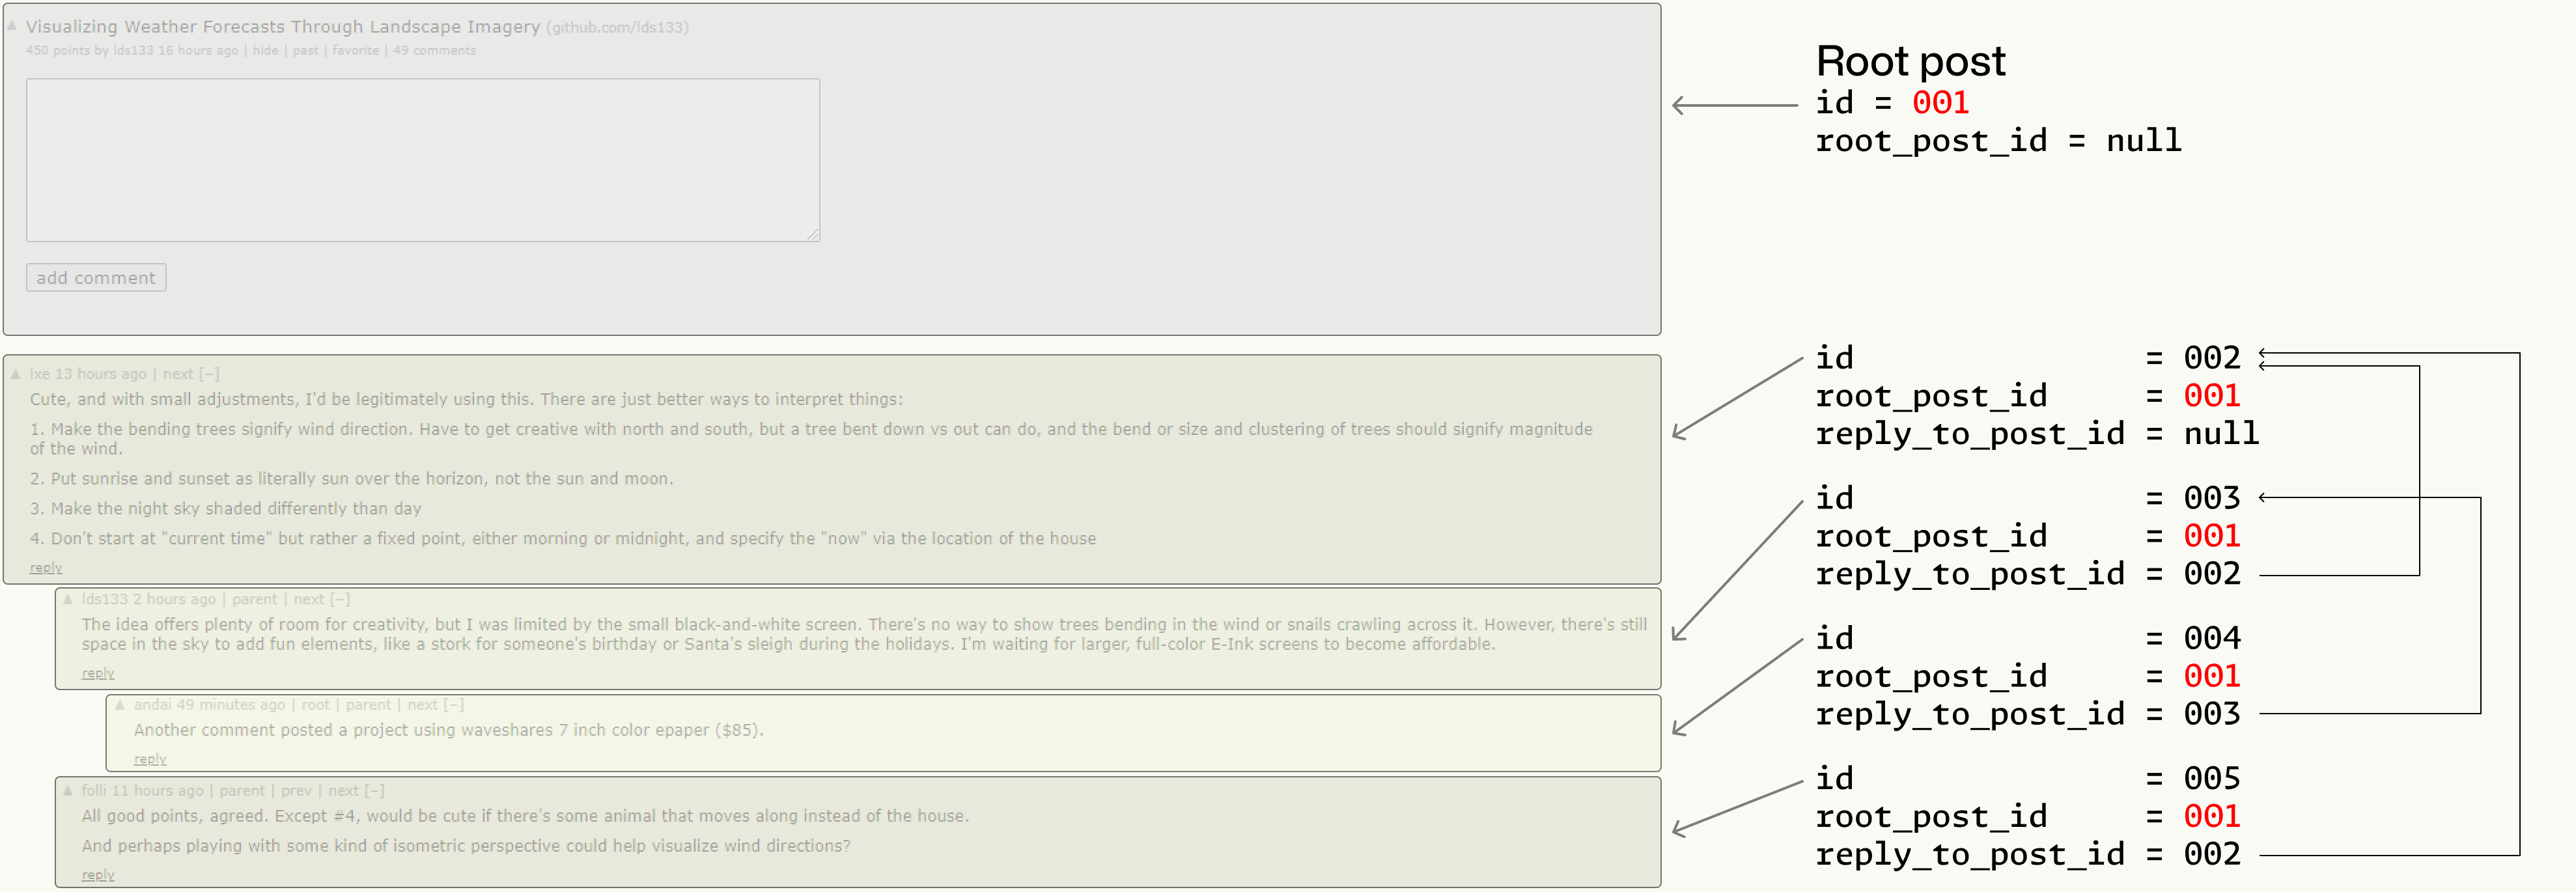 ▲ Visualizing Weather Forecasts Through Landscape Imagery (github.com/lds133)
450 points by lds133 16 hours ago | hide | past | favorite | 49 comments
add comment
▲ lxe 13 hours ago | next [–]
Cute, and with small adjustments, I'd be legitimately using this. There are just better ways to interpret things:
1. Make the bending trees signify wind direction. Have to get creative with north and south, but a tree bent down vs out can do, and the bend or size and clustering of trees should signify magnitude
of the wind.
2. Put sunrise and sunset as literally sun over the horizon, not the sun and moon.
3. Make the night sky shaded differently than day
4. Don't start at "current time" but rather a fixed point, either morning or midnight, and specify the "now" via the location of the house
reply
▲ lds133 2 hours ago | parent | next [–]
The idea offers plenty of room for creativity, but I was limited by the small black-and-white screen. There's no way to show trees bending in the wind or snails crawling across it. However, there's still
space in the sky to add fun elements, like a stork for someone's birthday or Santa's sleigh during the holidays. I'm waiting for larger, full-color E-Ink screens to become affordable.
reply
▲ andai 49 minutes ago | root | parent | next [–]
Another comment posted a project using waveshares 7 inch color epaper ($85).
reply
▲ folli 11 hours ago | parent | prev | next [–]
All good points, agreed. Except #4, would be cute if there's some animal that moves along instead of the house.
And perhaps playing with some kind of isometric perspective could help visualize wind directions?
reply
Root post
id = 001
root_post_id = null
id = 002
root_post_id = 001
reply_to_post_id = null
id = 003
root_post_id = 001
reply_to_post_id = 002
id = 004
root_post_id = 001
reply_to_post_id = 003
id = 005
root_post_id = 001
reply_to_post_id = 002